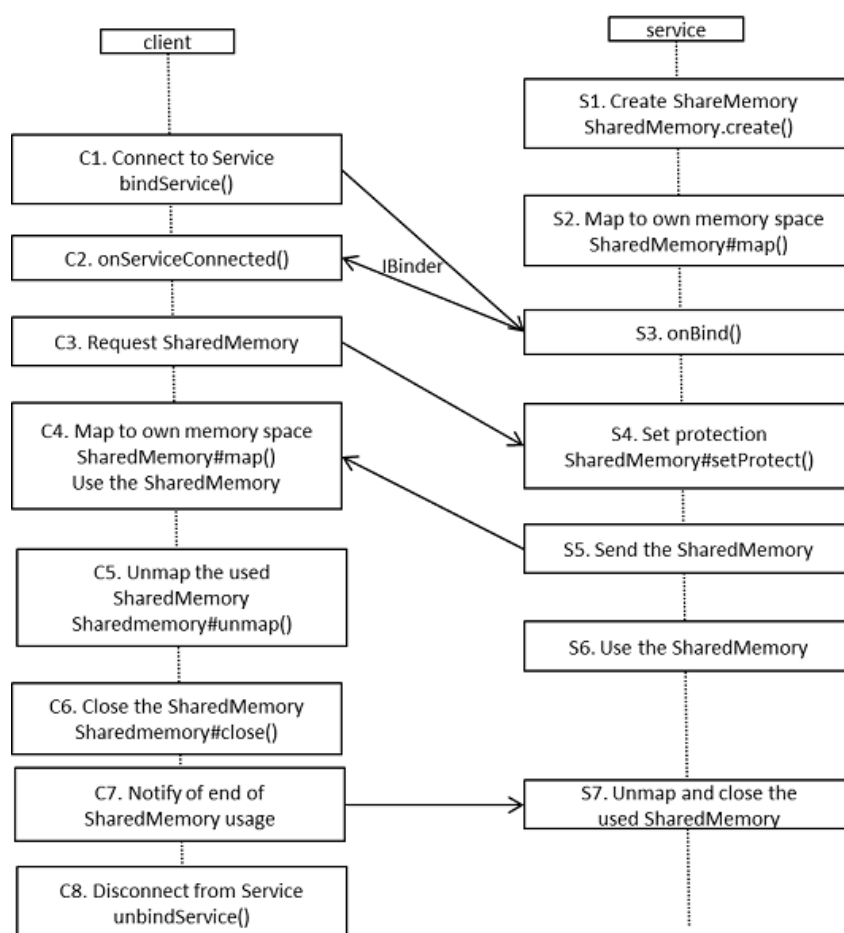 client
service
S1. Create ShareMemory
SharedMemory.create()
C1. Connect to Service
bindService()
S2. Map to own memory space
SharedMemory#map()
C2. onServiceConnected()
IBinder
S3. onBind()
C3. Request SharedMemory
C4. Map to own memory space
SharedMemory#map()
Use the SharedMemory
S4. Set protection
SharedMemory#setProtect()
S5. Send the SharedMemory
C5. Unmap the used
SharedMemory
Sharedmemory#unmap()
S6. Use the SharedMemory
C6. Close the SharedMemory
Sharedmemory#close()
C7. Notify of end of
SharedMemory usage
S7. Unmap and close the
used SharedMemory
C8. Disconnect from Service
unbindService()